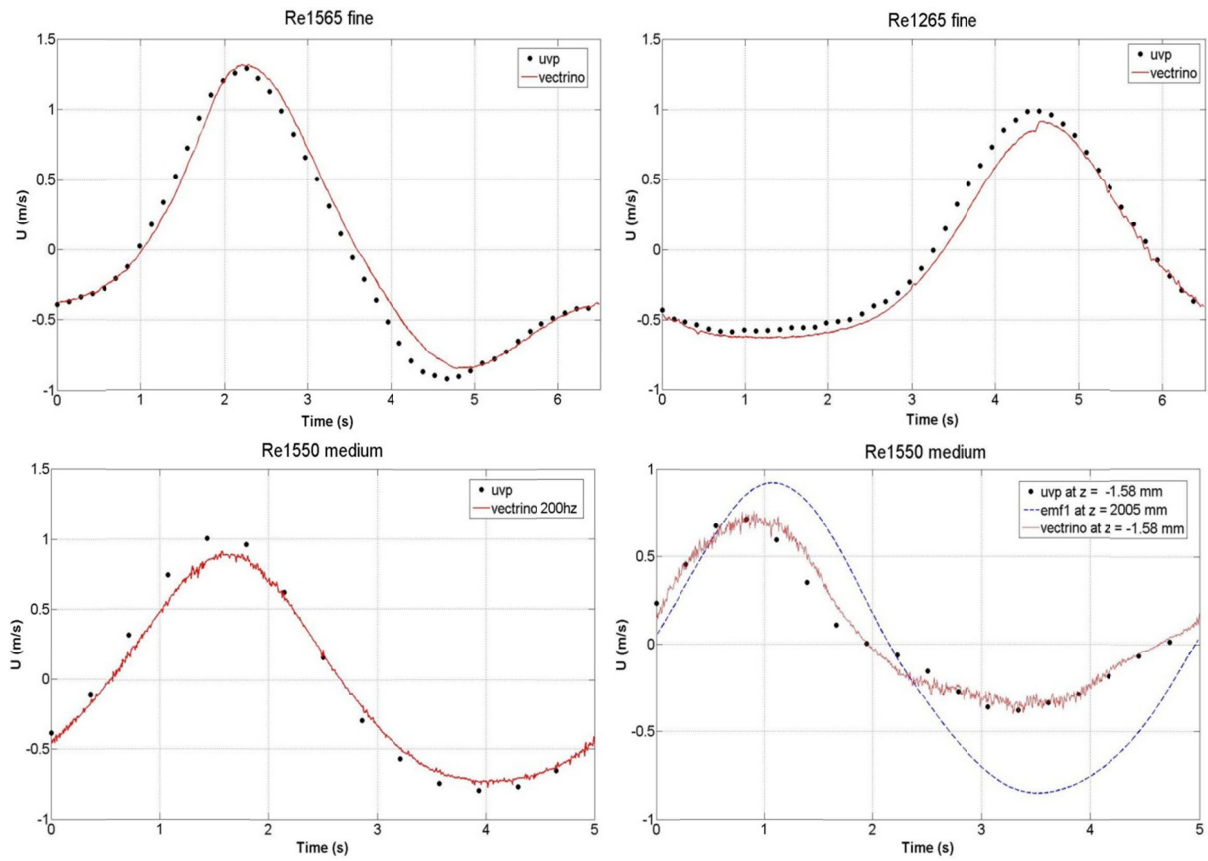 Re1565 fine
1.5
1
0.5
0
-0.5
-1
U (m/s)
0 1 2 3 4 5 6
Time (s)
uvp
vectrino
Re1265 fine
1.5
1
0.5
0
-0.5
-1
U (m/s)
0 1 2 3 4 5 6
Time (s)
uvp
vectrino
Re1550 medium
1.5
1
0.5
0
-0.5
-1
U (m/s)
0 1 2 3 4 5
Time (s)
uvp
vectrino 200hz
Re1550 medium
1
0.5
0
-0.5
-1
U (m/s)
0 1 2 3 4 5
Time (s)
uvp at z = -1.58 mm
emf1 at z = 2005 mm
vectrino at z = -1.58 mm